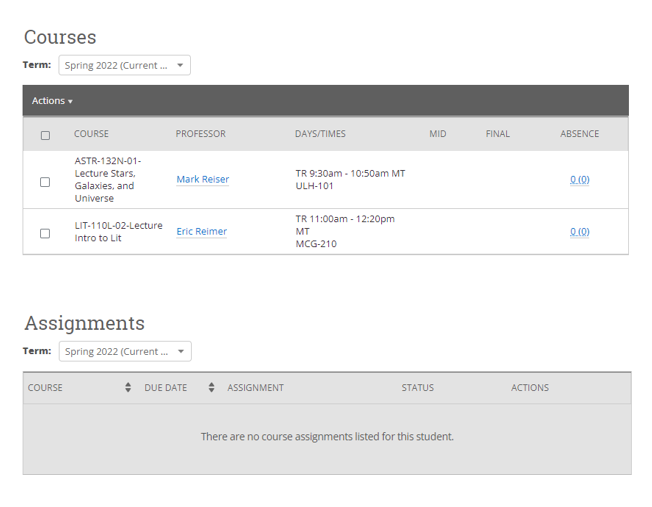 Courses
Term: Spring 2022 (Current ...
Actions
COURSE PROFESSOR DAYS/TIMES MID FINAL ABSENCE
ASTR-132N-01-
Lecture Stars,
Galaxies, and
Universe
Mark Reiser
TR 9:30am - 10:50am MT
ULH-101
0 (0)
LIT-110L-02-Lecture
Intro to Lit
Eric Reimer
TR 11:00am - 12:20pm
MT
MCG-210
0 (0)
Assignments
Term: Spring 2022 (Current ...
COURSE DUE DATE ASSIGNMENT STATUS ACTIONS
There are no course assignments listed for this student.